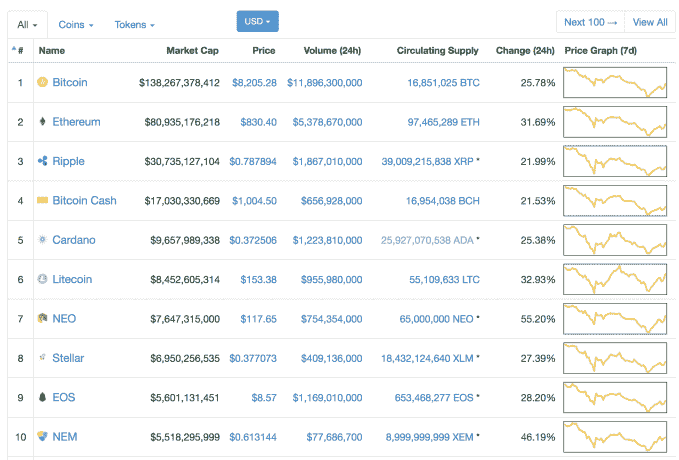 All Coins Tokens USD Next 100 → View All
# Name Market Cap Price Volume (24h) Circulating Supply Change (24h) Price Graph (7d)
1 Bitcoin $138,267,378,412 $8,205.28 $11,896,300,000 16,851,025 BTC 25.78%
2 Ethereum $80,935,176,218 $830.40 $5,378,670,000 97,465,289 ETH 31.69%
3 Ripple $30,735,127,104 $0.787894 $1,867,010,000 39,009,215,838 XRP * 21.99%
4 Bitcoin Cash $17,030,330,669 $1,004.50 $656,928,000 16,954,038 BCH 21.53%
5 Cardano $9,657,989,338 $0.372506 $1,223,810,000 25,927,070,538 ADA * 25.38%
6 Litecoin $8,452,605,314 $153.38 $955,980,000 55,109,633 LTC 32.93%
7 NEO $7,647,315,000 $117.65 $754,354,000 65,000,000 NEO * 55.20%
8 Stellar $6,950,256,535 $0.377073 $409,136,000 18,432,124,640 XLM * 27.39%
9 EOS $5,601,131,451 $8.57 $1,169,010,000 653,468,277 EOS * 28.20%
10 NEM $5,518,295,999 $0.613144 $77,686,700 8,999,999,999 XEM * 46.19%